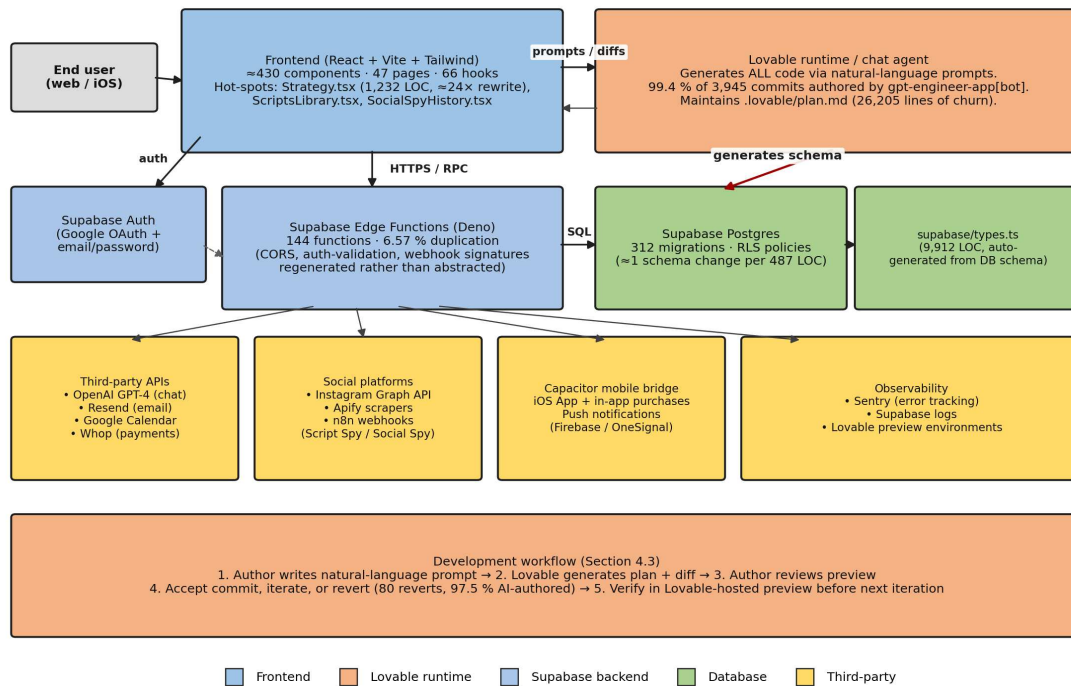 End user
(web / iOS)
Frontend (React + Vite + Tailwind)
≈430 components · 47 pages · 66 hooks
Hot-spots: Strategy.tsx (1,232 LOC, ≈24× rewrite),
ScriptsLibrary.tsx, SocialSpyHistory.tsx
prompts / diffs
Lovable runtime / chat agent
Generates ALL code via natural-language prompts.
99.4 % of 3,945 commits authored by gpt-engineer-app[bot].
Maintains .lovable/plan.md (26,205 lines of churn).
auth
HTTPS / RPC
generates schema
Supabase Auth
(Google OAuth +
email/password)
Supabase Edge Functions (Deno)
144 functions · 6.57 % duplication
(CORS, auth-validation, webhook signatures
regenerated rather than abstracted)
SQL
Supabase Postgres
312 migrations · RLS policies
(≈1 schema change per 487 LOC)
supabase/types.ts
(9,912 LOC, auto-
generated from DB schema)
Third-party APIs
• OpenAI GPT-4 (chat)
• Resend (email)
• Google Calendar
• Whop (payments)
Social platforms
• Instagram Graph API
• Apify scrapers
• n8n webhooks
(Script Spy / Social Spy)
Capacitor mobile bridge
iOS App + in-app purchases
Push notifications
(Firebase / OneSignal)
Observability
• Sentry (error tracking)
• Supabase logs
• Lovable preview environments
Development workflow (Section 4.3)
1. Author writes natural-language prompt → 2. Lovable generates plan + diff → 3. Author reviews preview
4. Accept commit, iterate, or revert (80 reverts, 97.5 % AI-authored) → 5. Verify in Lovable-hosted preview before next iteration
Frontend
Lovable runtime
Supabase backend
Database
Third-party